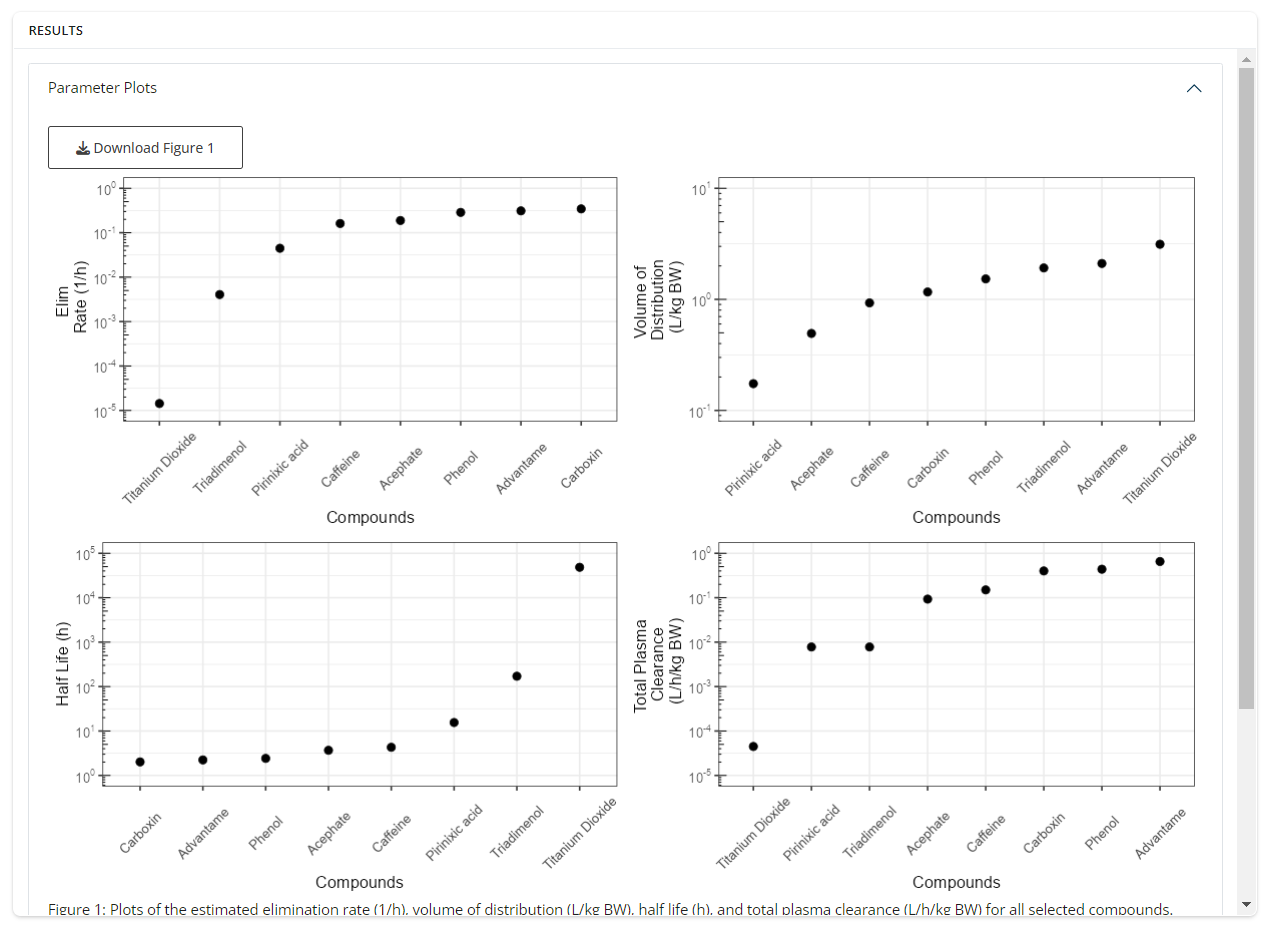 RESULTS
Parameter Plots
Download Figure 1
Elim
Rate (1/h)
10⁰
10⁻¹
10⁻²
10⁻³
10⁻⁴
10⁻⁵
Titanium Dioxide
Triadimenol
Pirinixic acid
Caffeine
Acephate
Phenol
Advantame
Carboxin
Compounds
Volume of
Distribution
(L/kg BW)
10¹
10⁰
10⁻¹
Pirinixic acid
Acephate
Caffeine
Carboxin
Phenol
Triadimenol
Advantame
Titanium Dioxide
Compounds
Half Life (h)
10⁵
10⁴
10³
10²
10¹
10⁰
Carboxin
Advantame
Phenol
Acephate
Caffeine
Pirinixic acid
Triadimenol
Titanium Dioxide
Compounds
Total Plasma
Clearance
(L/h/kg BW)
10⁰
10⁻¹
10⁻²
10⁻³
10⁻⁴
10⁻⁵
Titanium Dioxide
Pirinixic acid
Triadimenol
Acephate
Caffeine
Carboxin
Phenol
Advantame
Compounds
Figure 1: Plots of the estimated elimination rate (1/h), volume of distribution (L/kg BW), half life (h), and total plasma clearance (L/h/kg BW) for all selected compounds.